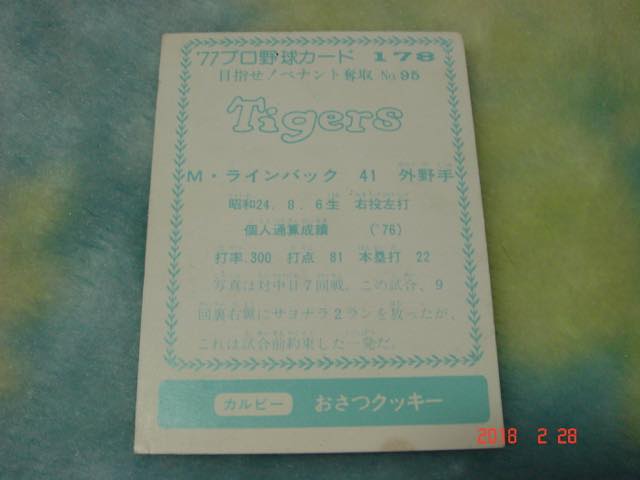 '77プロ野球カード 178
目指せ!ペナント奪取 No.95
Tigers
M・ラインバック 41 外野手
昭和24.8.6生 右投左打
個人通算成績 ('76)
打率.300 打点 81 本塁打 22
写真は対中日7回戦。この試合、9
回裏右翼にサヨナラ2ランを放ったが、
これは試合前約束した一発だ。
カルビー おさつクッキー
2018 2 28